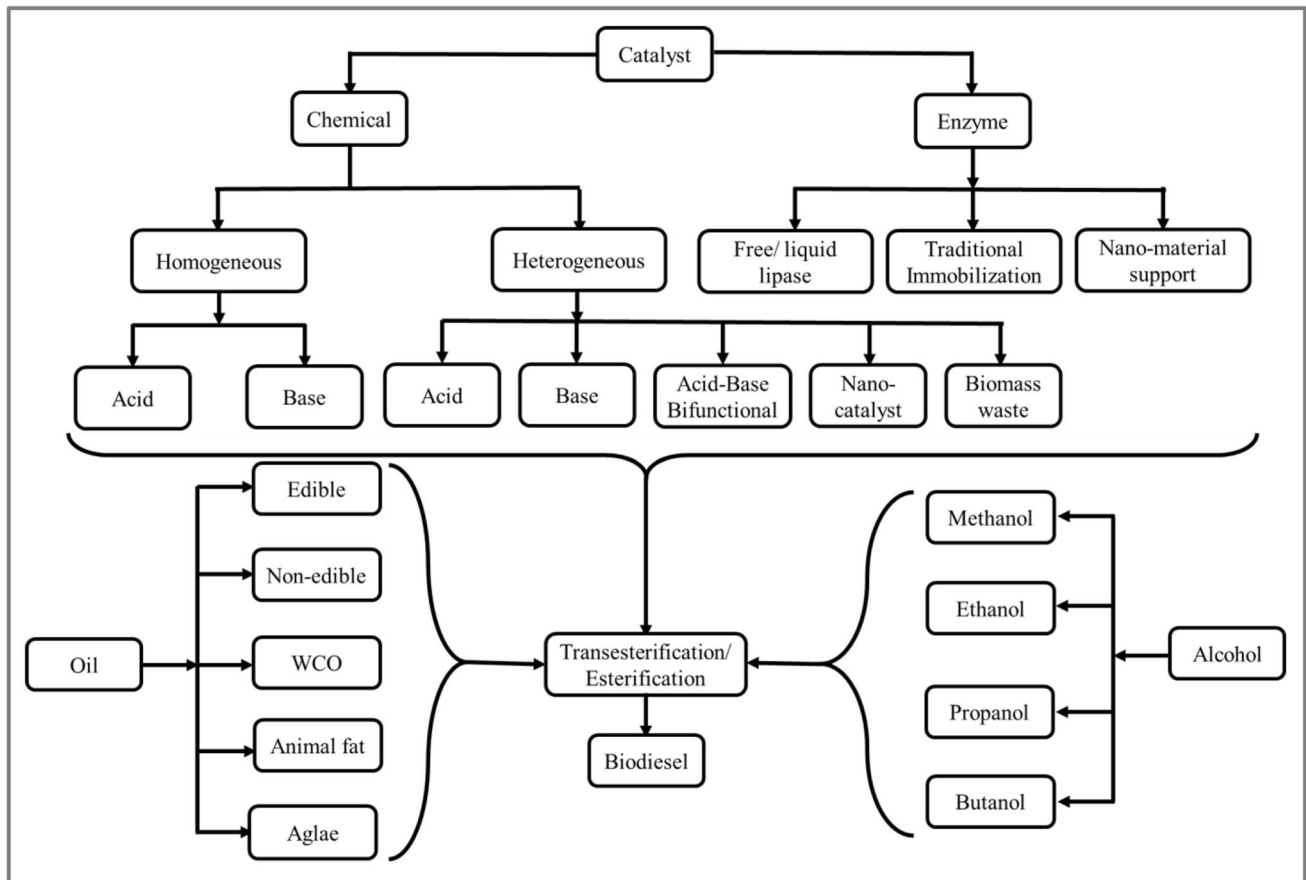 Catalyst
Chemical
Enzyme
Homogeneous
Heterogeneous
Free/ liquid
lipase
Traditional
Immobilization
Nano-material
support
Acid
Base
Acid
Base
Acid-Base
Bifunctional
Nano-
catalyst
Biomass
waste
Edible
Non-edible
Oil
WCO
Animal fat
Aglae
Transesterification/
Esterification
Biodiesel
Methanol
Ethanol
Alcohol
Propanol
Butanol